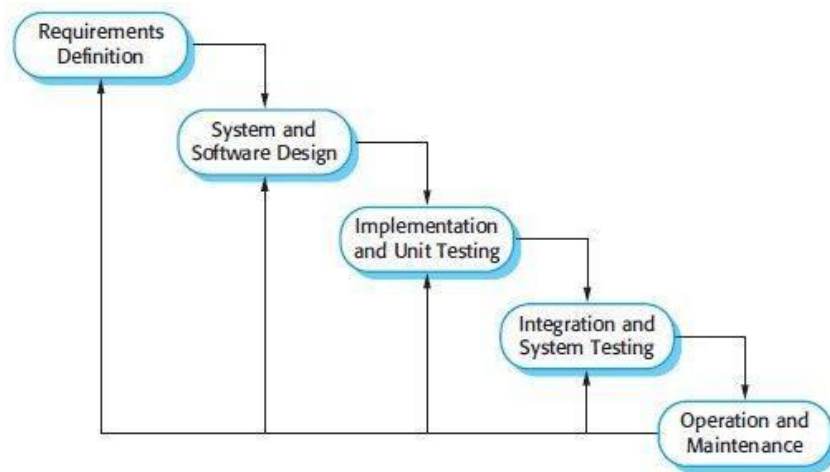 Requirements
Definition
System and
Software Design
Implementation
and Unit Testing
Integration and
System Testing
Operation and
Maintenance